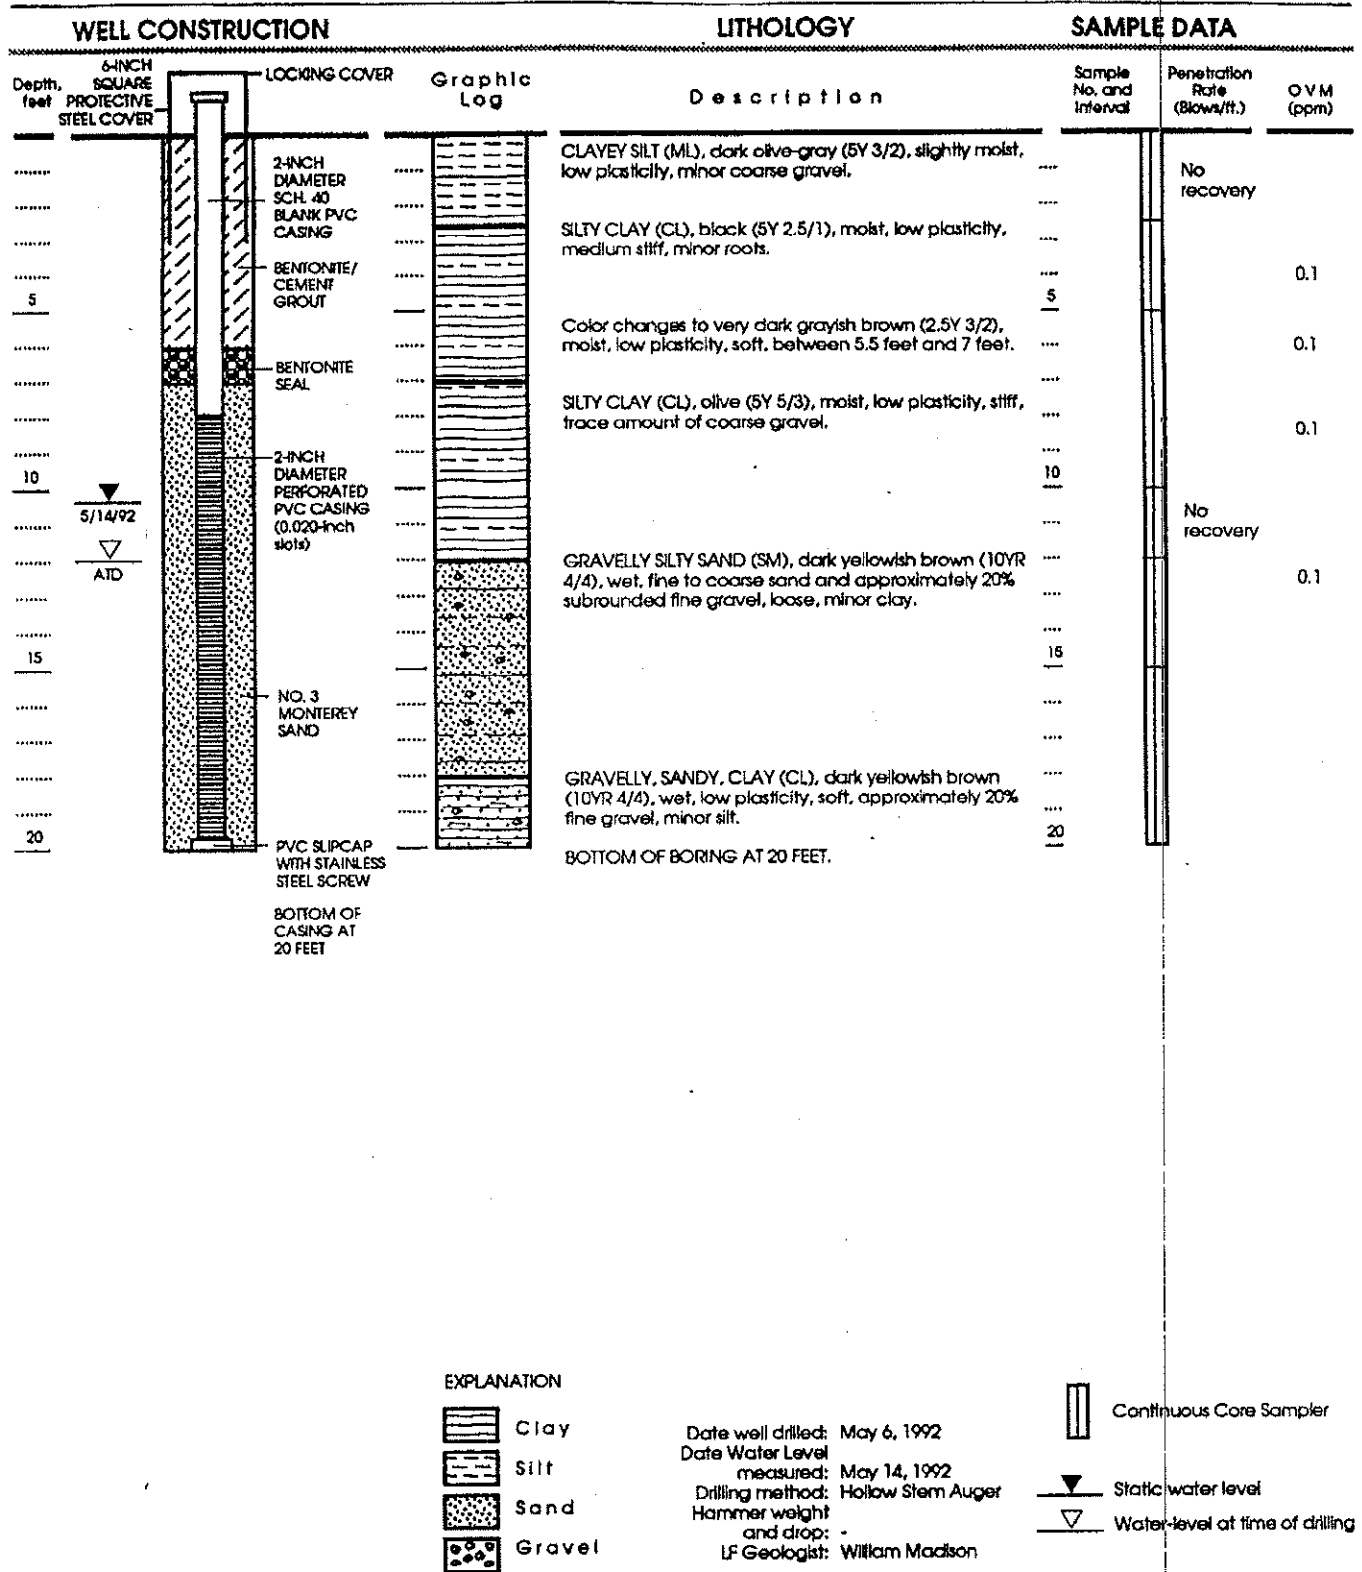 WELL CONSTRUCTION
LITHOLOGY
SAMPLE DATA
Depth, feet
6-INCH
SQUARE
PROTECTIVE
STEEL COVER
LOCKING COVER
Graphic
Log
Description
Sample
No. and
Interval
Penetration
Rate
(Blows/ft.)
OVM
(ppm)
2-INCH
DIAMETER
SCH. 40
BLANK PVC
CASING
BENTONITE/
CEMENT
GROUT
BENTONITE
SEAL
2-INCH
DIAMETER
PERFORATED
PVC CASING
(0.020-inch
slots)
NO. 3
MONTEREY
SAND
PVC SLIPCAP
WITH STAINLESS
STEEL SCREW
BOTTOM OF
CASING AT
20 FEET
5
10
15
20
5/14/92
ATD
CLAYEY SILT (ML), dark olive-gray (5Y 3/2), slightly moist,
low plasticity, minor coarse gravel.
SILTY CLAY (CL), black (5Y 2.5/1), moist, low plasticity,
medium stiff, minor roots.
Color changes to very dark grayish brown (2.5Y 3/2),
moist, low plasticity, soft, between 5.5 feet and 7 feet.
SILTY CLAY (CL), olive (5Y 5/3), moist, low plasticity, stiff,
trace amount of coarse gravel.
GRAVELLY SILTY SAND (SM), dark yellowish brown (10YR
4/4), wet, fine to coarse sand and approximately 20%
subrounded fine gravel, loose, minor clay.
GRAVELLY, SANDY, CLAY (CL), dark yellowish brown
(10YR 4/4), wet, low plasticity, soft, approximately 20%
fine gravel, minor silt.
BOTTOM OF BORING AT 20 FEET.
5
10
15
20
No
recovery
No
recovery
0.1
0.1
0.1
0.1
EXPLANATION
Clay
Silt
Sand
Gravel
Date well drilled: May 6, 1992
Date Water Level
measured: May 14, 1992
Drilling method: Hollow Stem Auger
Hammer weight
and drop: -
LF Geologist: William Madison
Continuous Core Sampler
Static water level
Water-level at time of drilling